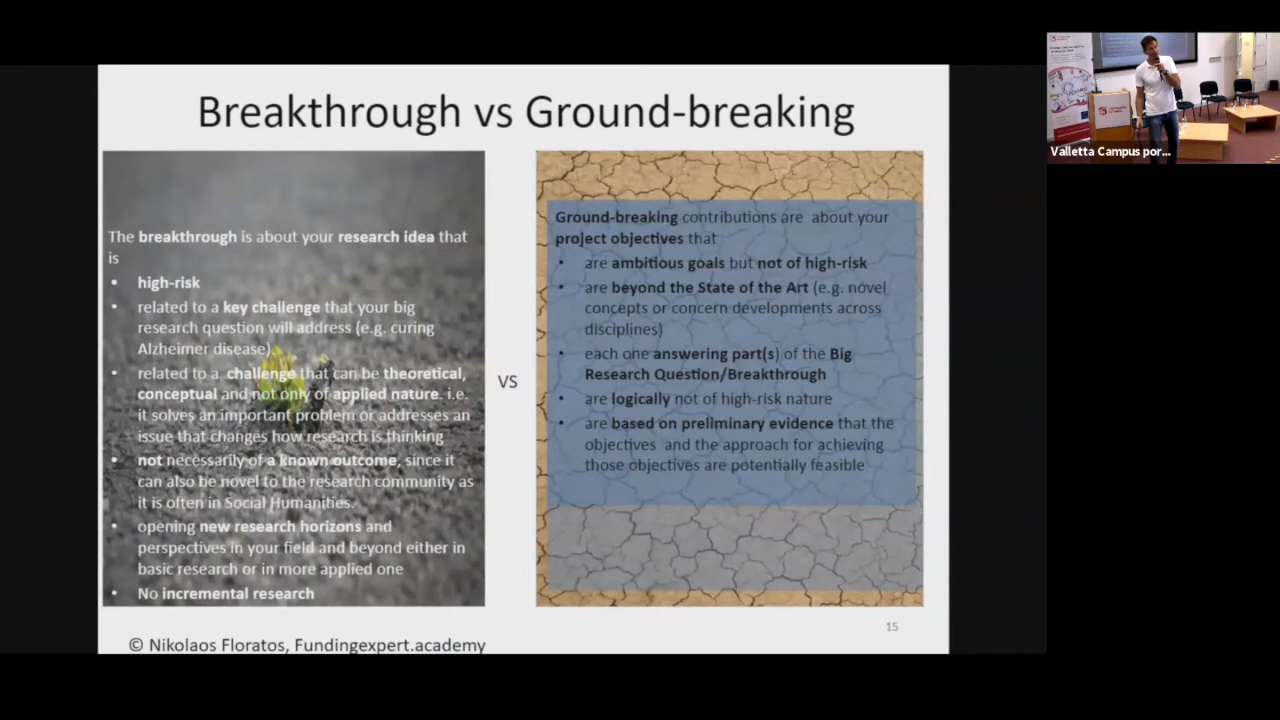 Breakthrough vs Ground-breaking
The breakthrough is about your research idea that
is
• high-risk
• related to a key challenge that your big
research question will address (e.g. curing
Alzheimer disease)
• related to a challenge that can be theoretical,
conceptual and not only of applied nature. i.e.
it solves an important problem or addresses an
issue that changes how research is thinking
• not necessarily of a known outcome, since it
can also be novel to the research community as
it is often in Social Humanities.
• opening new research horizons and
perspectives in your field and beyond either in
basic research or in more applied one
• No incremental research
VS
Ground-breaking contributions are about your
project objectives that
• are ambitious goals but not of high-risk
• are beyond the State of the Art (e.g. novel
concepts or concern developments across
disciplines)
• each one answering part(s) of the Big
Research Question/Breakthrough
• are logically not of high-risk nature
• are based on preliminary evidence that the
objectives and the approach for achieving
those objectives are potentially feasible
15
© Nikolaos Floratos, Fundingexpert.academy
Valletta Campus por...